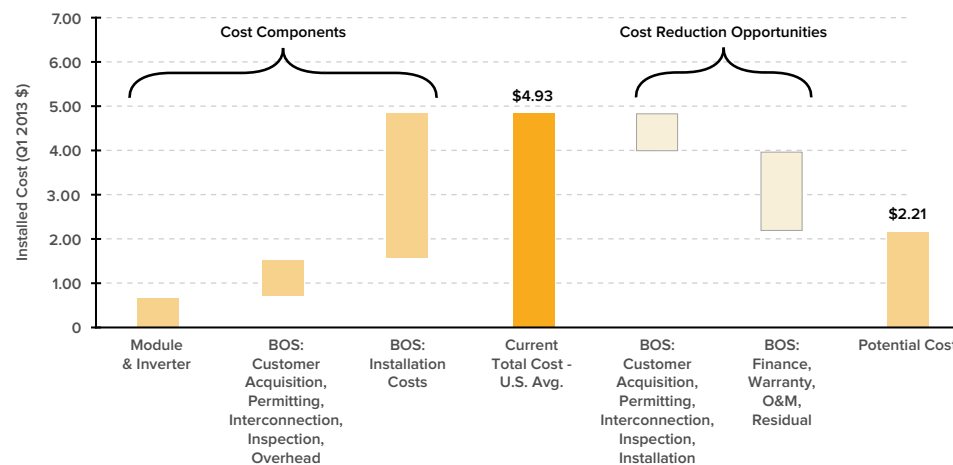 Cost Components
Cost Reduction Opportunities
Installed Cost (Q1 2013 $)
7.00
6.00
5.00
4.00
3.00
2.00
1.00
0
$4.93
$2.21
Module
& Inverter
BOS:
Customer
Acquisition,
Permitting,
Interconnection,
Inspection,
Overhead
BOS:
Installation
Costs
Current
Total Cost -
U.S. Avg.
BOS:
Customer
Acquisition,
Permitting,
Interconnection,
Inspection,
Installation
BOS:
Finance,
Warranty,
O&M,
Residual
Potential Cost